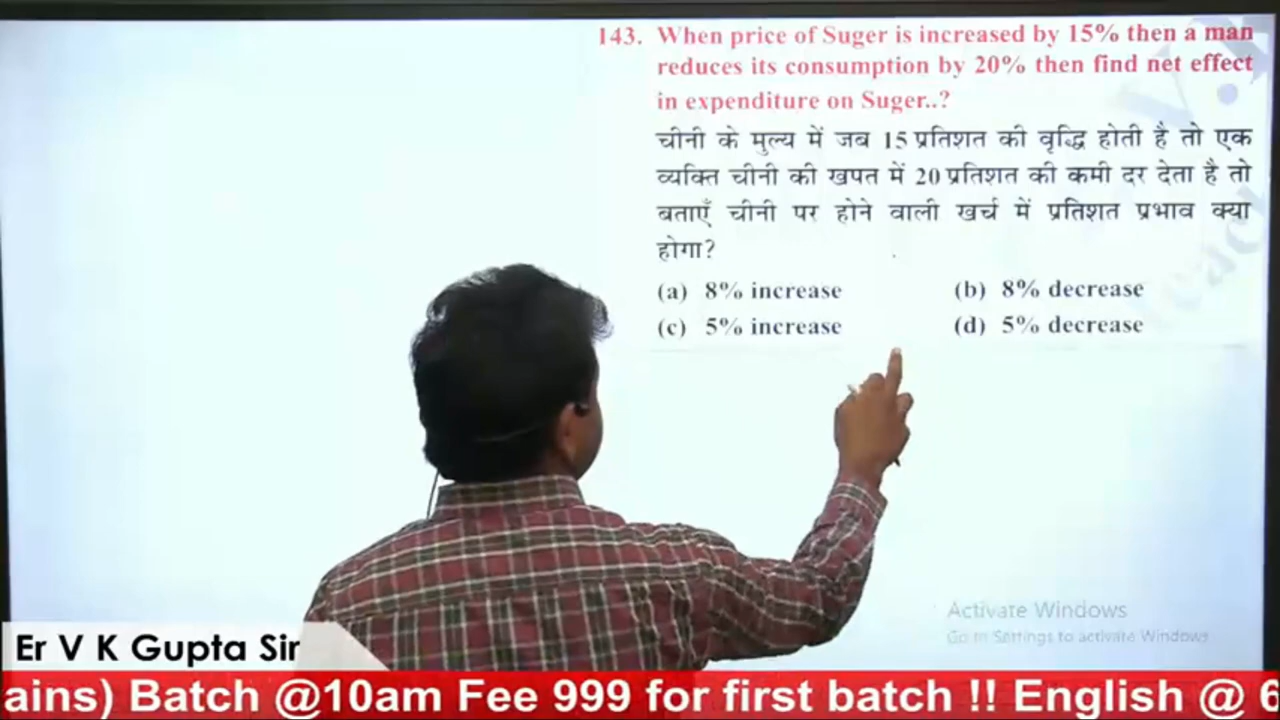 143. When price of Suger is increased by 15% then a man
reduces its consumption by 20% then find net effect
in expenditure on Suger..?
चीनी के मुल्य में जब 15 प्रतिशत की वृद्धि होती है तो एक
व्यक्ति चीनी की खपत में 20 प्रतिशत की कमी दर देता है तो
बताएँ चीनी पर होने वाली खर्च में प्रतिशत प्रभाव क्या
होगा?
(a) 8% increase (b) 8% decrease
(c) 5% increase (d) 5% decrease
Activate Windows
Go to Settings to activate Windows
Er V K Gupta Sir
ains) Batch @10am Fee 999 for first batch !! English @ 6